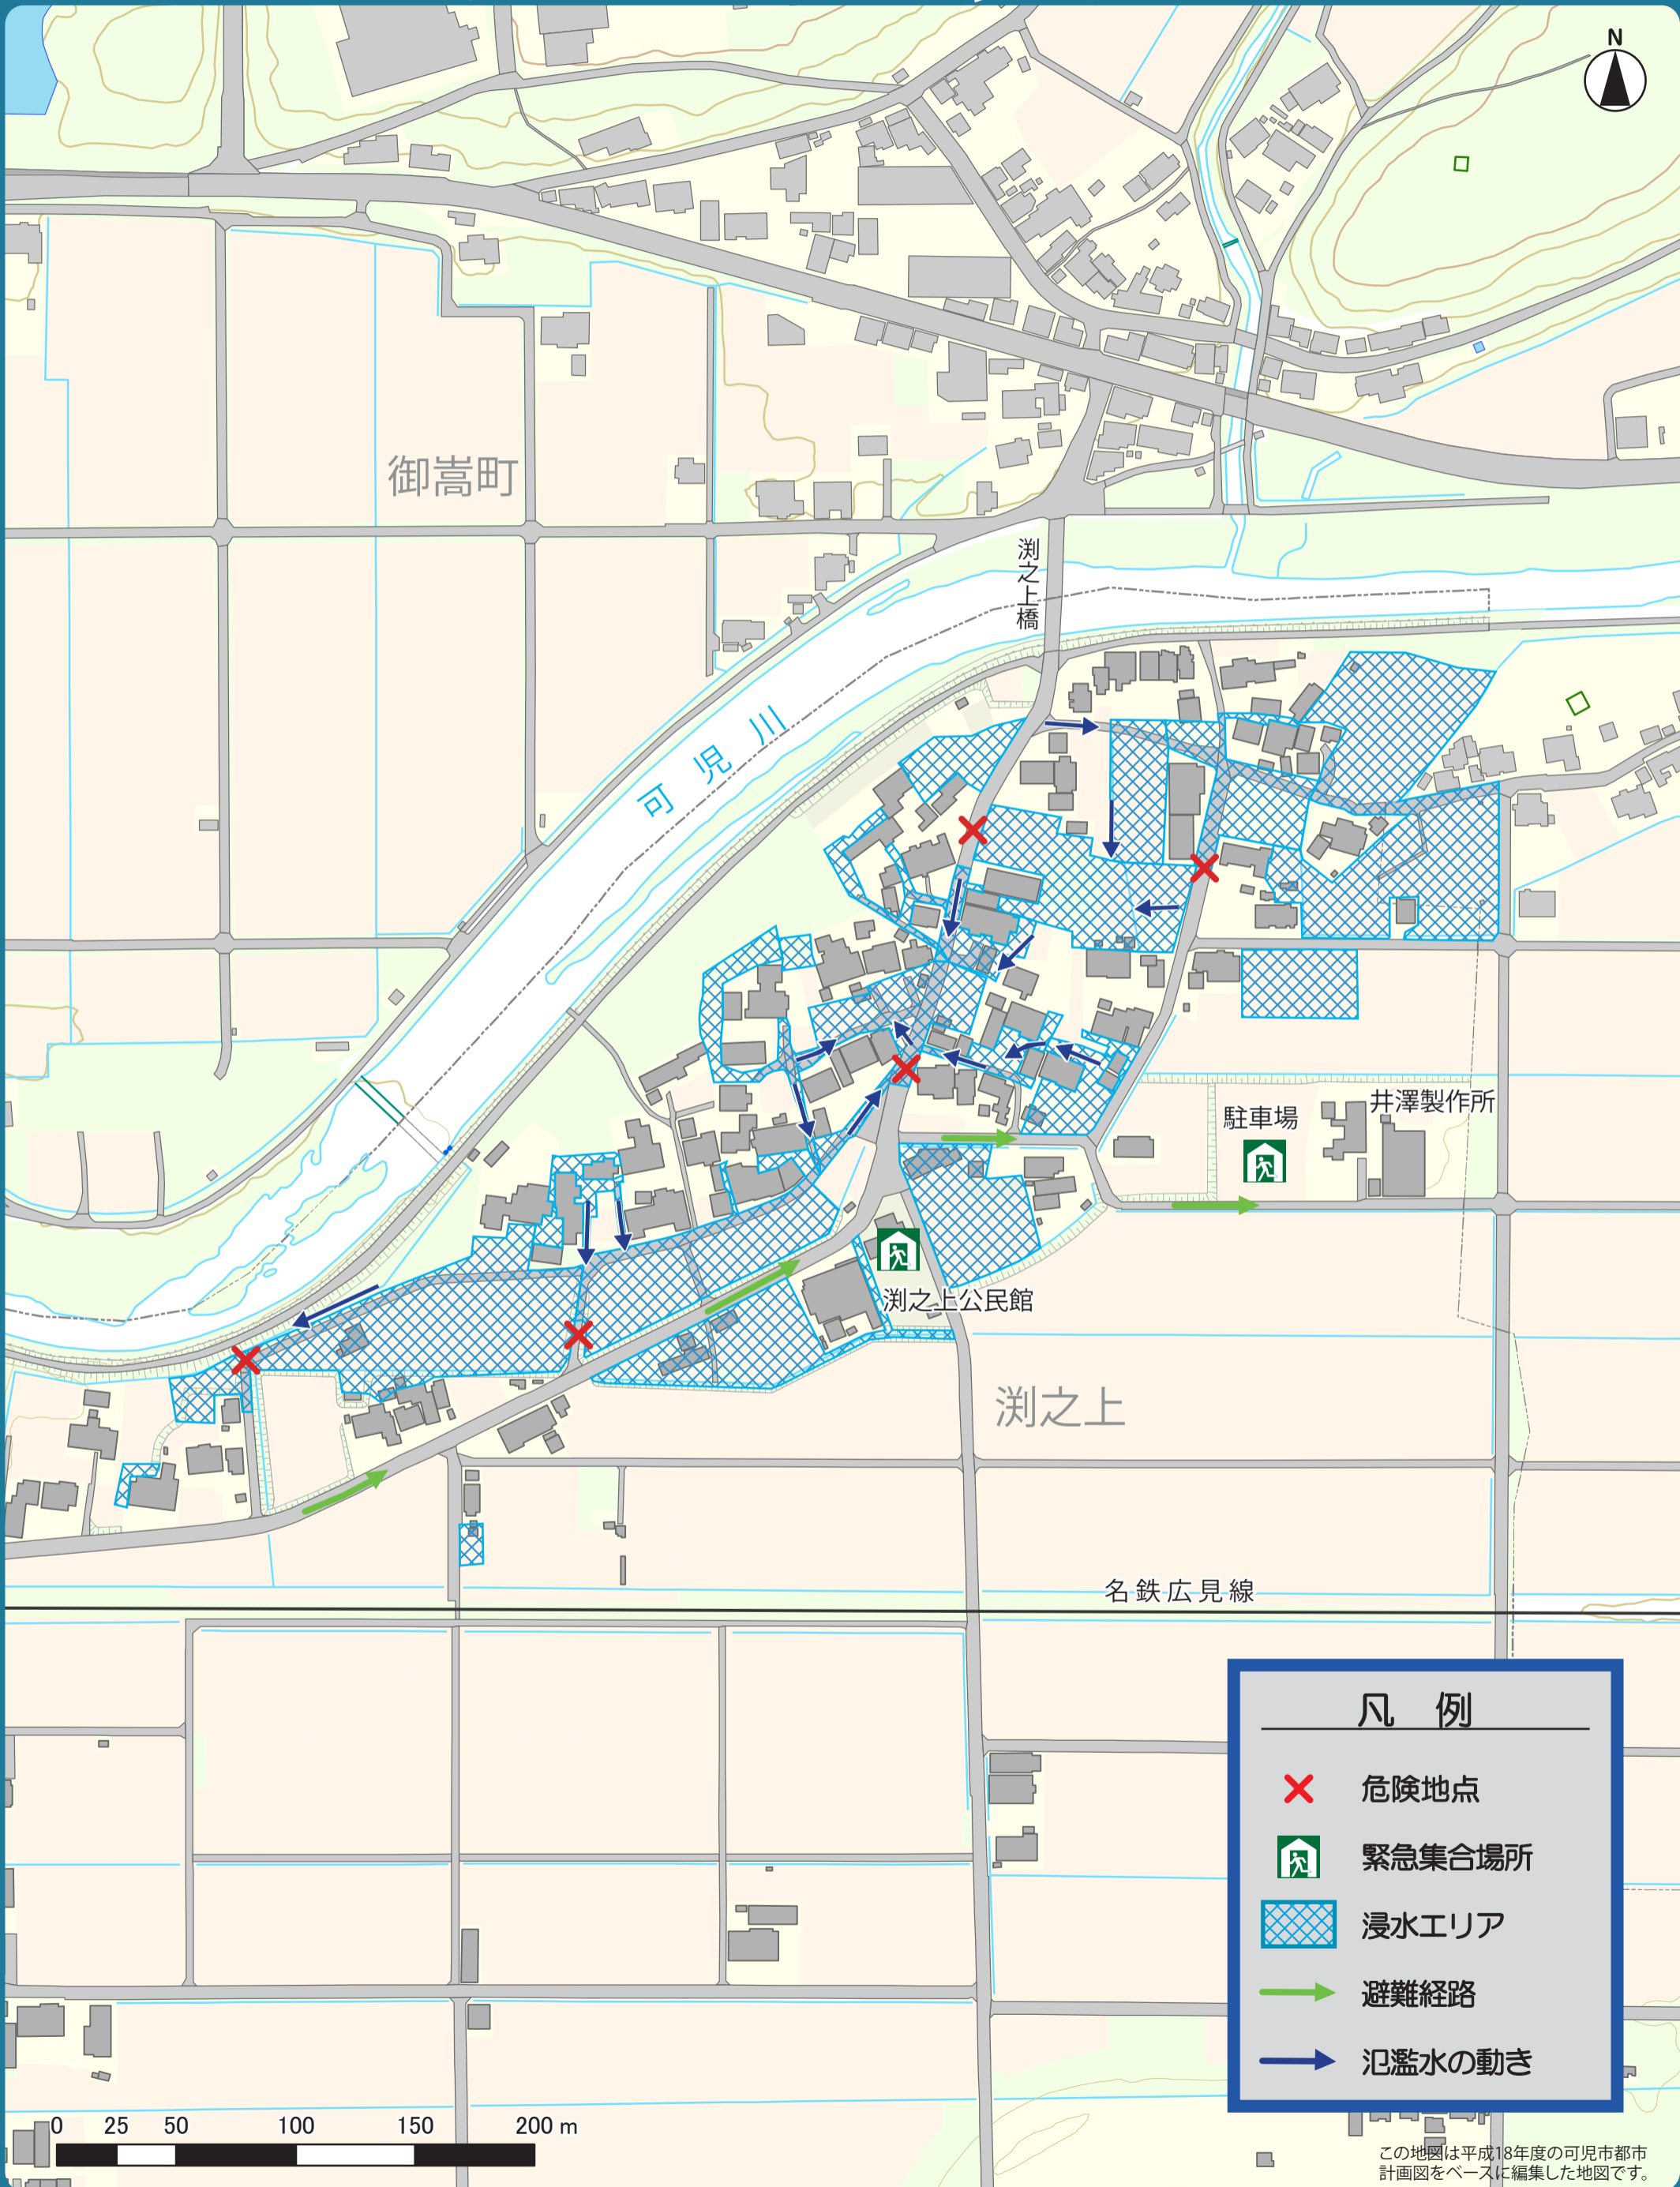 N
御嵩町
渕之上橋
可児川
井澤製作所
駐車場
渕之上公民館
渕之上
名鉄広見線
凡 例
危険地点
緊急集合場所
浸水エリア
避難経路
氾濫水の動き
0 25 50 100 150 200 m
この地図は平成18年度の可児市都市
計画図をベースに編集した地図です。